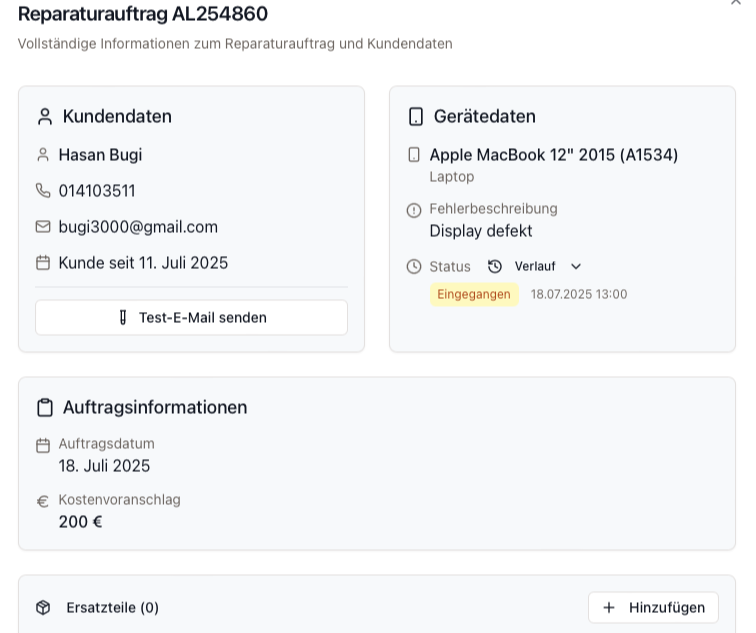 Reparaturauftrag AL254860
Vollständige Informationen zum Reparaturauftrag und Kundendaten
Kundendaten
Hasan Bugi
014103511
bugi3000@gmail.com
Kunde seit 11. Juli 2025
Test-E-Mail senden
Gerätedaten
Apple MacBook 12" 2015 (A1534)
Laptop
Fehlerbeschreibung
Display defekt
Status Verlauf
Eingegangen 18.07.2025 13:00
Auftragsinformationen
Auftragsdatum
18. Juli 2025
Kostenvoranschlag
200 €
Ersatzteile (0)
Hinzufügen